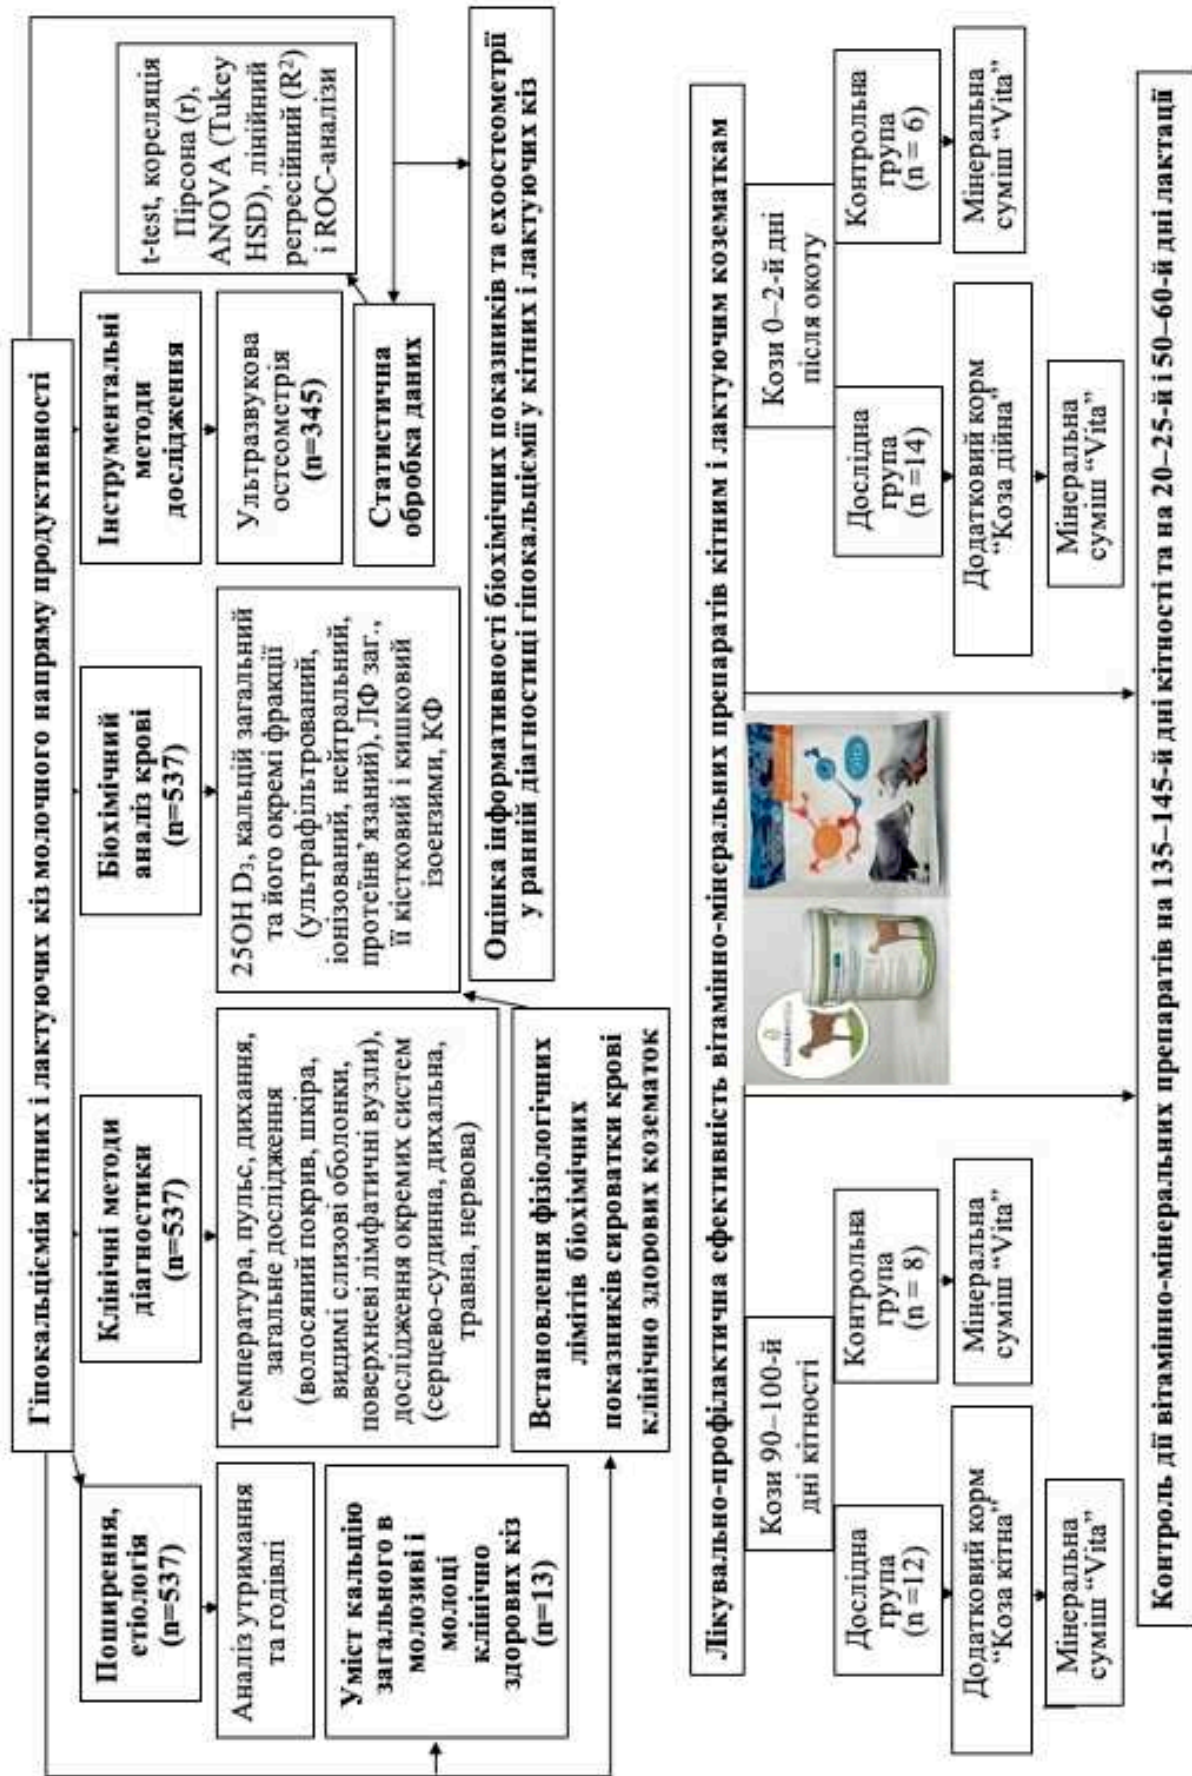 Гіпокальціємія кітних і лактуючих кіз молочного напряму продуктивності
Поширення,
етіологія
(n=537)
Аналіз утримання
та годівлі
Уміст кальцію
загального в
молозиві і
молоці
клінічно
здорових кіз
(n=13)
Клінічні методи
діагностики
(n=537)
Температура, пульс, дихання,
загальне дослідження
(волосяний покрив, шкіра,
видимі слизові оболонки,
поверхневі лімфатичні вузли),
дослідження окремих систем
(серцево-судинна, дихальна,
травна, нервова)
Встановлення фізіологічних
лімітів біохімічних
показників сироватки крові
клінічно здорових козематок
Біохімічний
аналіз крові
(n=537)
25OH D₃, кальцій загальний
та його окремі фракції
(ультрафільтрований,
іонізований, нейтральний,
протеїнв’язаний), ЛФ заг.,
її кістковий і кишковий
ізоензими, КФ
Інструментальні
методи
дослідження
Ультразвукова
остеометрія
(n=345)
Статистична
обробка даних
t-test, кореляція
Пірсона (r),
ANOVA (Tukey
HSD), лінійний
регресійний (R²)
і ROC-аналізи
Оцінка інформативності біохімічних показників та ехоостеометрії
у ранній діагностиці гіпокальціємії у кітних і лактуючих кіз
Лікувально-профілактична ефективність вітамінно-мінеральних препаратів кітним і лактуючим козематкам
Кози 90–100-й
дні кітності
Дослідна
група
(n =12)
Додатковий корм
“Коза кітна”
Мінеральна
суміш “Vita”
Контрольна
група
(n = 8)
Мінеральна
суміш “Vita”
Кози 0–2-й дні
після окоту
Дослідна
група
(n =14)
Додатковий корм
“Коза дійна”
Мінеральна
суміш “Vita”
Контрольна
група
(n = 6)
Мінеральна
суміш “Vita”
Контроль дії вітамінно-мінеральних препаратів на 135–145-й дні кітності та на 20–25-й і 50–60-й дні лактації